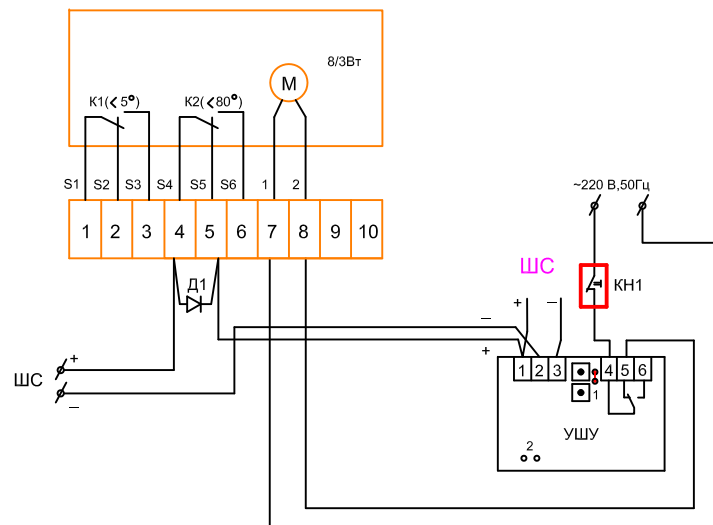 8/3Вт
М
К1(<5°)
К2(<80°)
S1 S2 S3 S4 S5 S6 1 2
1 2 3 4 5 6 7 8 9 10
~220 В,50Гц
Д1
ШС
КН1
+ −
−
+
+
ШС
−
1 2 3 4 5 6
1
УШУ
2